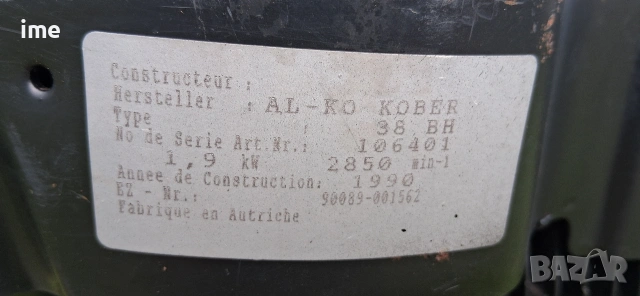 ime
Constructeur :
Hersteller : AL-KO KOBER
Type : 38 BH
No de Serie Art.Nr.: 106401
1,9 kW 2850 min-1
Annee de Construction: 1990
EZ - Nr.: 90089-001562
Fabrique en Autriche
BAZAR